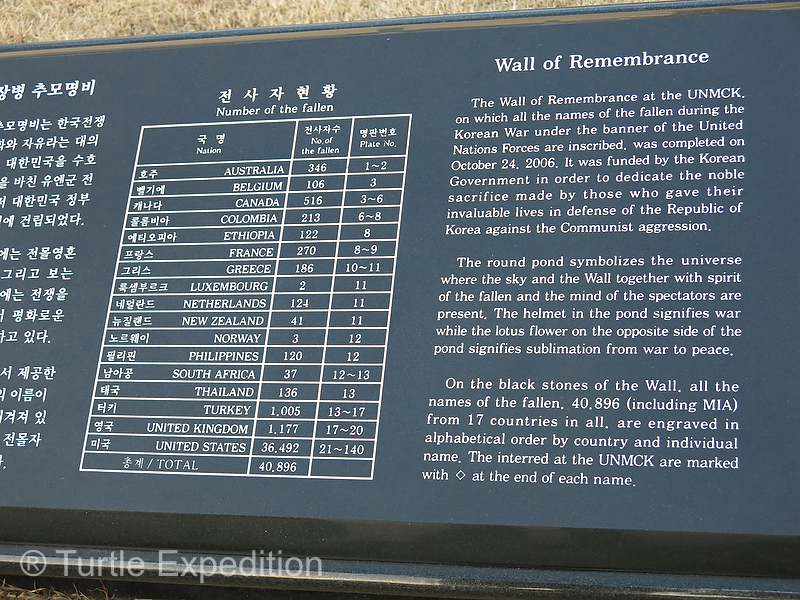 장병 추모명비
추모명비는 한국전쟁
화와 자유라는 대의
대한민국을 수호
을 바친 유엔군 전
대한민국 정부
에 건립되었다.
에는 전몰영혼
그리고 보는
에는 전쟁을
평화로운
하고 있다.
서 제공한
의 이름이
겨져 있
전몰자
전 사 자 현 황
Number of the fallen
국 명 Nation 전사자수 No.of the fallen 명판번호 Plate No.
호주 AUSTRALIA 346 1~2
벨기에 BELGIUM 106 3
캐나다 CANADA 516 3~6
콜롬비아 COLOMBIA 213 6~8
에티오피아 ETHIOPIA 122 8
프랑스 FRANCE 270 8~9
그리스 GREECE 186 10~11
룩셈부르크 LUXEMBOURG 2 11
네덜란드 NETHERLANDS 124 11
뉴질랜드 NEW ZEALAND 41 11
노르웨이 NORWAY 3 12
필리핀 PHILIPPINES 120 12
남아공 SOUTH AFRICA 37 12~13
태국 THAILAND 136 13
터키 TURKEY 1,005 13~17
영국 UNITED KINGDOM 1,177 17~20
미국 UNITED STATES 36,492 21~140
총계/TOTAL 40,896
Wall of Remembrance
The Wall of Remembrance at the UNMCK,
on which all the names of the fallen during the
Korean War under the banner of the United
Nations Forces are inscribed, was completed on
October 24, 2006. It was funded by the Korean
Government in order to dedicate the noble
sacrifice made by those who gave their
invaluable lives in defense of the Republic of
Korea against the Communist aggression.
The round pond symbolizes the universe
where the sky and the Wall together with spirit
of the fallen and the mind of the spectators are
present. The helmet in the pond signifies war
while the lotus flower on the opposite side of the
pond signifies sublimation from war to peace.
On the black stones of the Wall, all the
names of the fallen, 40,896 (including MIA)
from 17 countries in all, are engraved in
alphabetical order by country and individual
name. The interred at the UNMCK are marked
with ◇ at the end of each name.
® Turtle Expedition